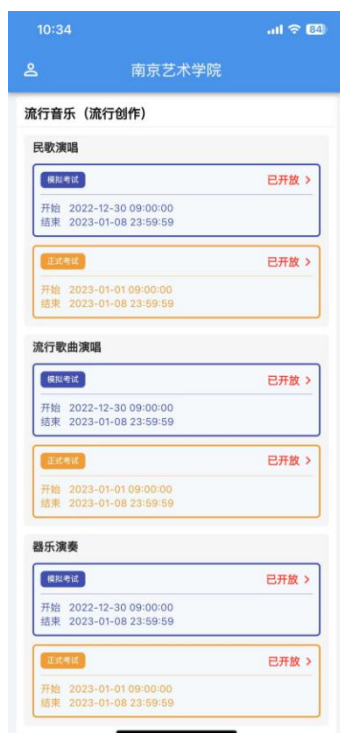 10:34
84
南京艺术学院
流行音乐（流行创作）
民歌演唱
模拟考试 已开放
开始 2022-12-30 09:00:00
结束 2023-01-08 23:59:59
正式考试 已开放
开始 2023-01-01 09:00:00
结束 2023-01-08 23:59:59
流行歌曲演唱
模拟考试 已开放
开始 2022-12-30 09:00:00
结束 2023-01-08 23:59:59
正式考试 已开放
开始 2023-01-01 09:00:00
结束 2023-01-08 23:59:59
器乐演奏
模拟考试 已开放
开始 2022-12-30 09:00:00
结束 2023-01-08 23:59:59
正式考试 已开放
开始 2023-01-01 09:00:00
结束 2023-01-08 23:59:59